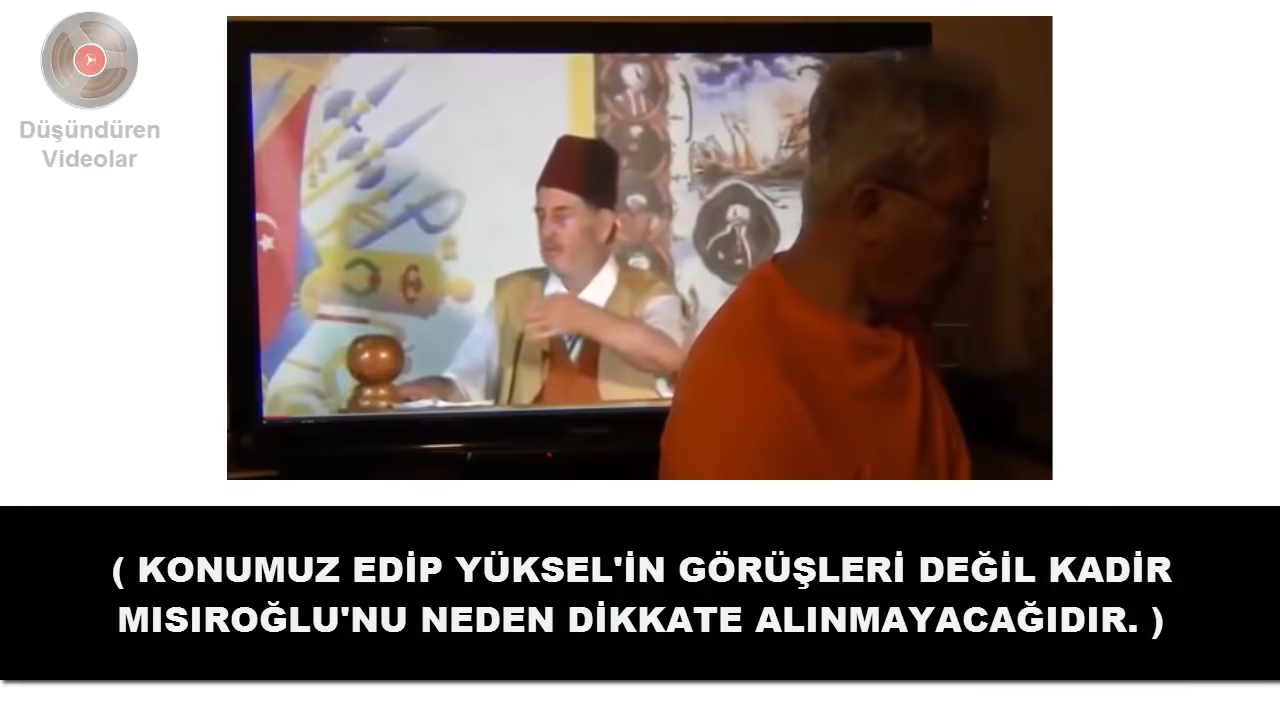 Düşündüren
Videolar
( KONUMUZ EDİP YÜKSEL'İN GÖRÜŞLERİ DEĞİL KADİR
MISIROĞLU'NU NEDEN DİKKATE ALINMAYACAĞIDIR. )